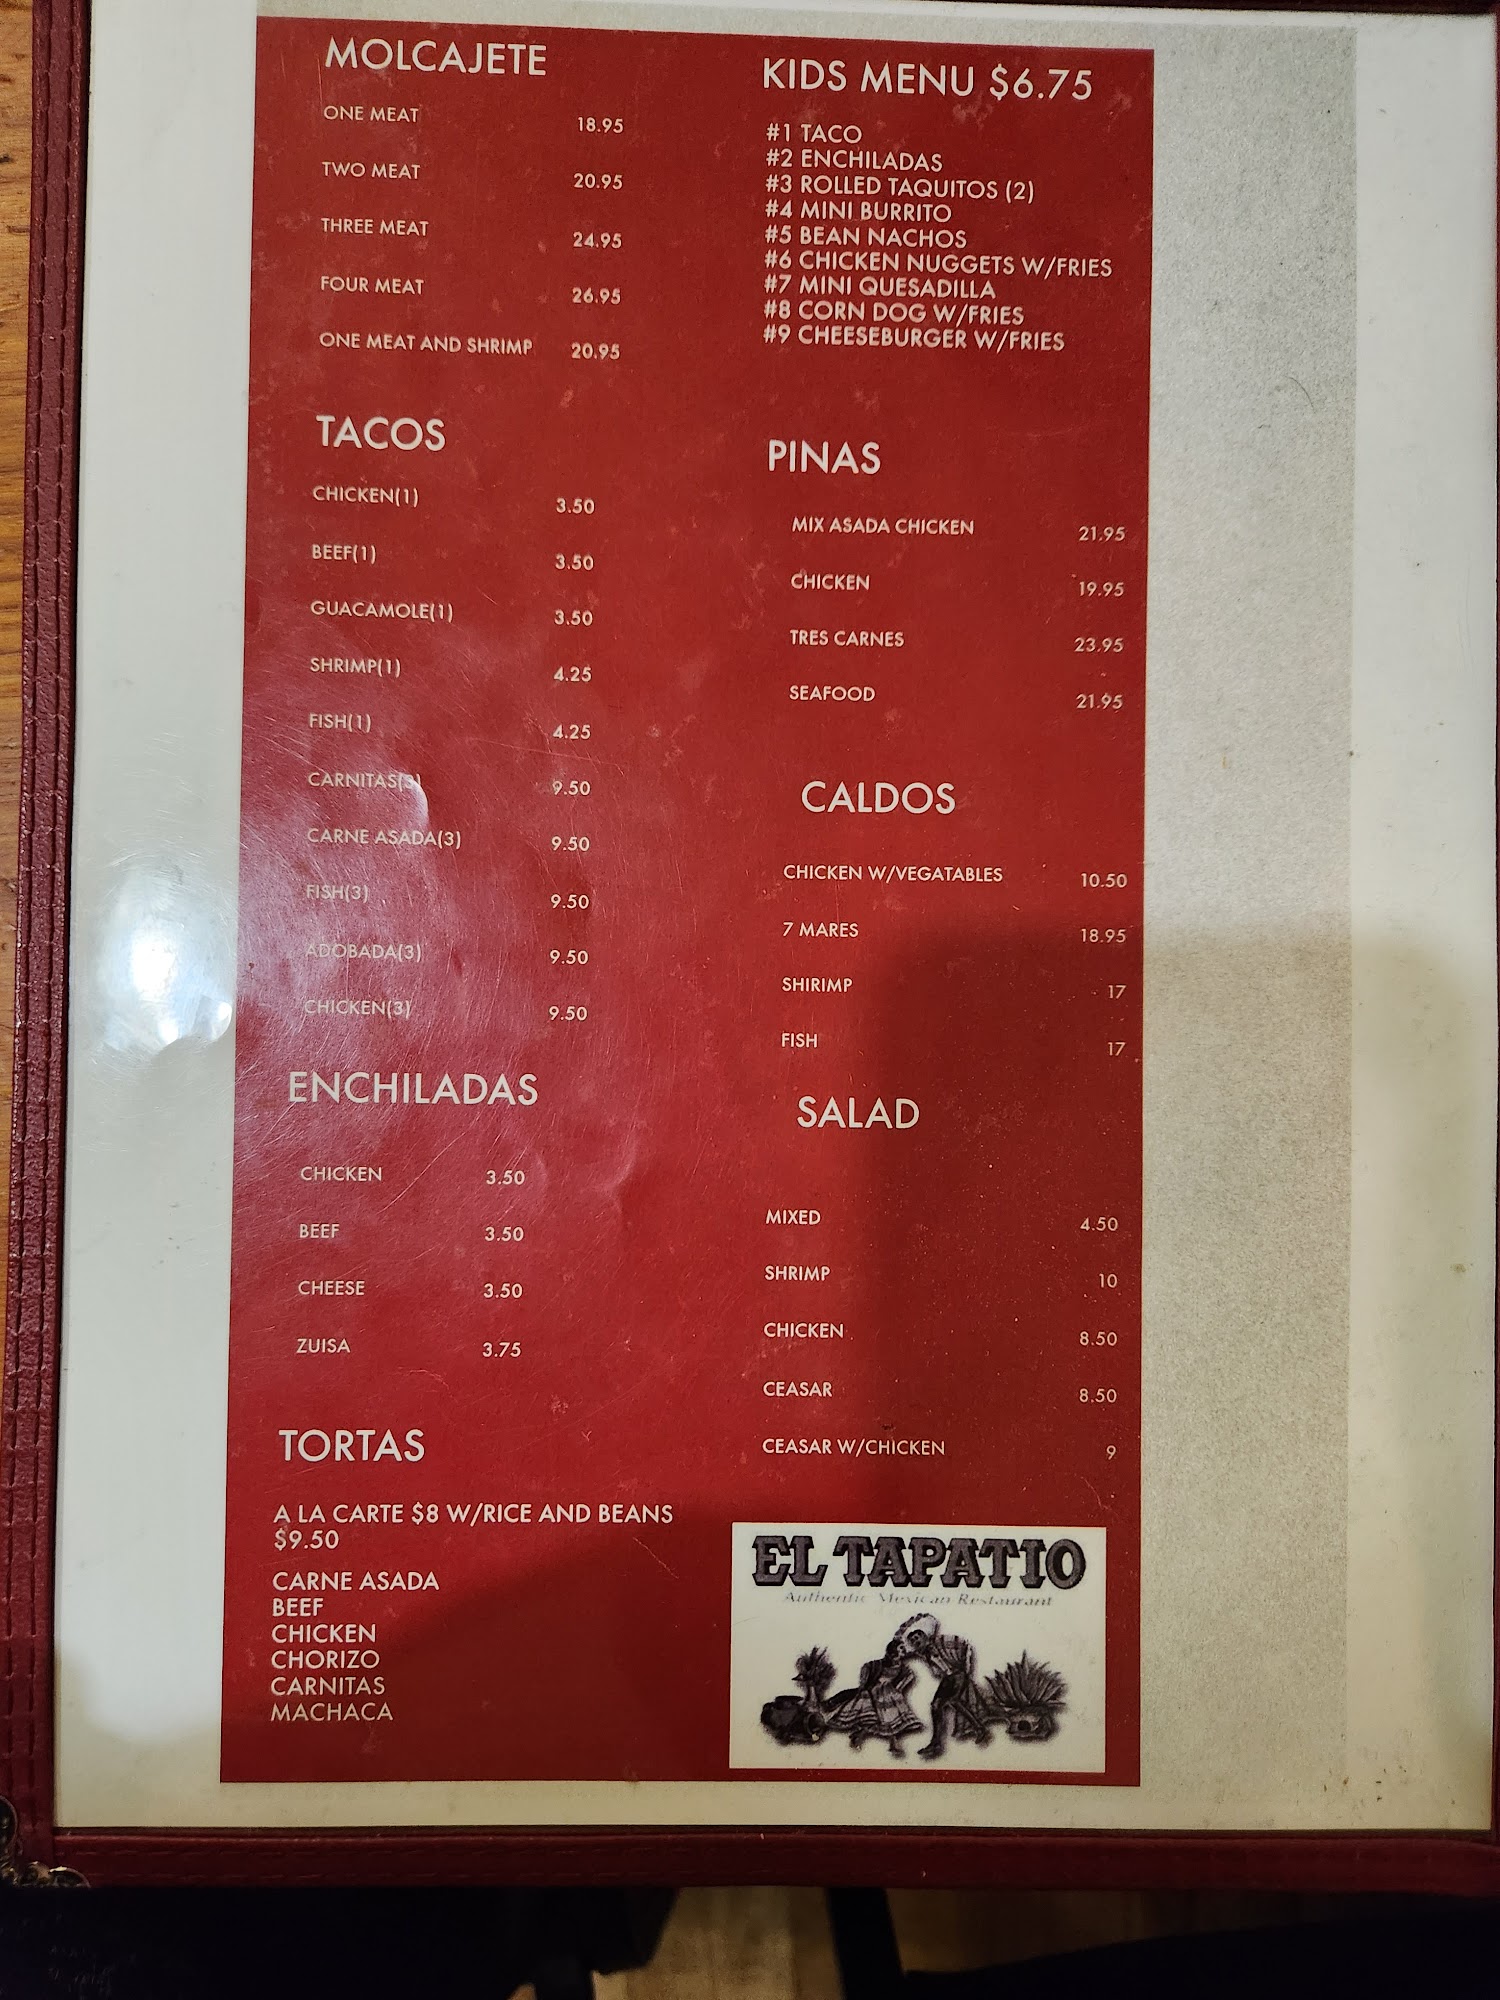 MOLCAJETE
ONE MEAT 18.95
TWO MEAT 20.95
THREE MEAT 24.95
FOUR MEAT 26.95
ONE MEAT AND SHRIMP 20.95
TACOS
CHICKEN(1) 3.50
BEEF(1) 3.50
GUACAMOLE(1) 3.50
SHRIMP(1) 4.25
FISH(1) 4.25
CARNITAS(3) 9.50
CARNE ASADA(3) 9.50
FISH(3) 9.50
ADOBADA(3) 9.50
CHICKEN(3) 9.50
ENCHILADAS
CHICKEN 3.50
BEEF 3.50
CHEESE 3.50
ZUISA 3.75
TORTAS
A LA CARTE $8 W/RICE AND BEANS
$9.50
CARNE ASADA
BEEF
CHICKEN
CHORIZO
CARNITAS
MACHACA
KIDS MENU $6.75
#1 TACO
#2 ENCHILADAS
#3 ROLLED TAQUITOS (2)
#4 MINI BURRITO
#5 BEAN NACHOS
#6 CHICKEN NUGGETS W/FRIES
#7 MINI QUESADILLA
#8 CORN DOG W/FRIES
#9 CHEESEBURGER W/FRIES
PINAS
MIX ASADA CHICKEN 21.95
CHICKEN 19.95
TRES CARNES 23.95
SEAFOOD 21.95
CALDOS
CHICKEN W/VEGATABLES 10.50
7 MARES 18.95
SHIRIMP 17
FISH 17
SALAD
MIXED 4.50
SHRIMP 10
CHICKEN 8.50
CEASAR 8.50
CEASAR W/CHICKEN 9
EL TAPATIO
Authentic Mexican Restaurant